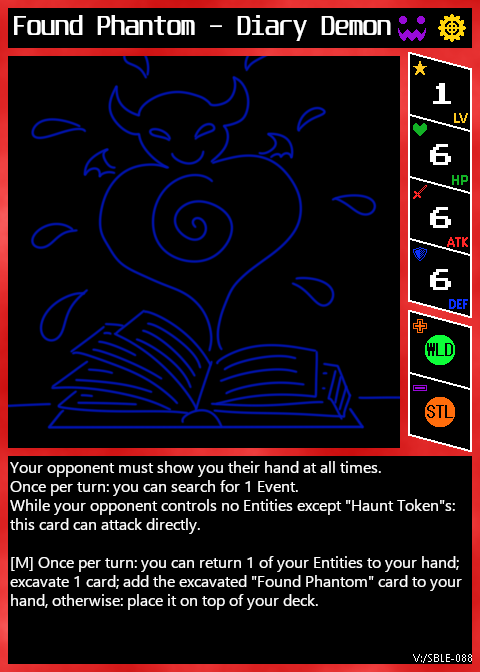 Found Phantom - Diary Demon
1
LV
6
HP
6
ATK
6
DEF
WLD
STL
Your opponent must show you their hand at all times.
Once per turn: you can search for 1 Event.
While your opponent controls no Entities except "Haunt Token"s:
this card can attack directly.
[M] Once per turn: you can return 1 of your Entities to your hand;
excavate 1 card; add the excavated "Found Phantom" card to your
hand, otherwise: place it on top of your deck.
V:/SBLE-088